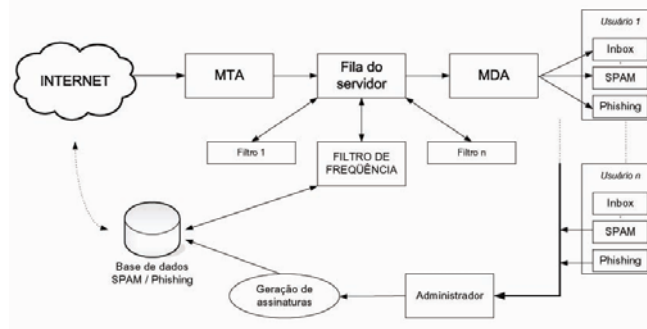 Usuário 1
Inbox
SPAM
Phishing
INTERNET
MTA
Fila do
servidor
MDA
Filtro 1
FILTRO DE
FREQÜÊNCIA
Filtro n
Usuário n
Inbox
SPAM
Phishing
Base de dados
SPAM / Phishing
Geração de
assinaturas
Administrador